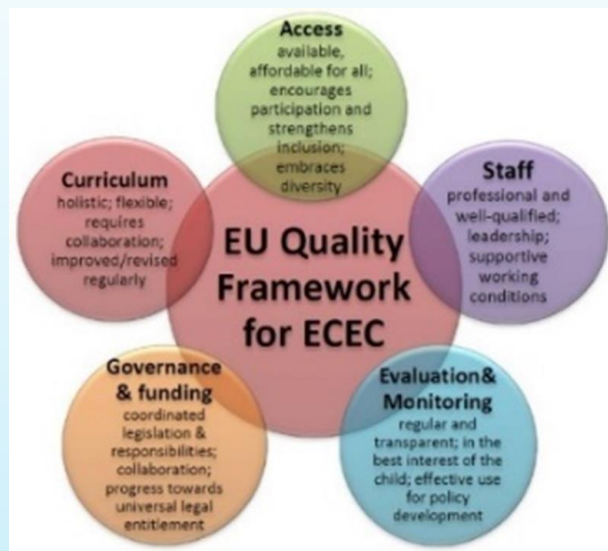 Access
available,
affordable for all;
encourages
participation and
strengthens
inclusion;
embraces
diversity
Curriculum
holistic; flexible;
requires
collaboration;
improved/revised
regularly
Staff
professional and
well-qualified;
leadership;
supportive
working
conditions
EU Quality
Framework
for ECEC
Governance
& funding
coordinated
legislation &
responsibilities;
collaboration;
progress towards
universal legal
entitlement
Evaluation&
Monitoring
regular and
transparent; in the
best interest of the
child; effective use
for policy
development